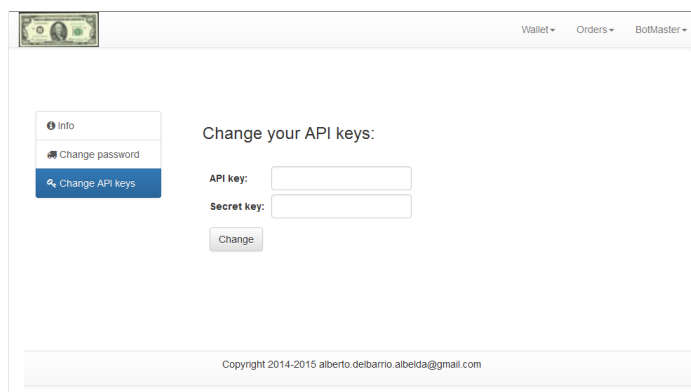 Wallet Orders BotMaster
Info
Change password
Change API keys
Change your API keys:
API key:
Secret key:
Change
Copyright 2014-2015 alberto.delbarrio.albelda@gmail.com